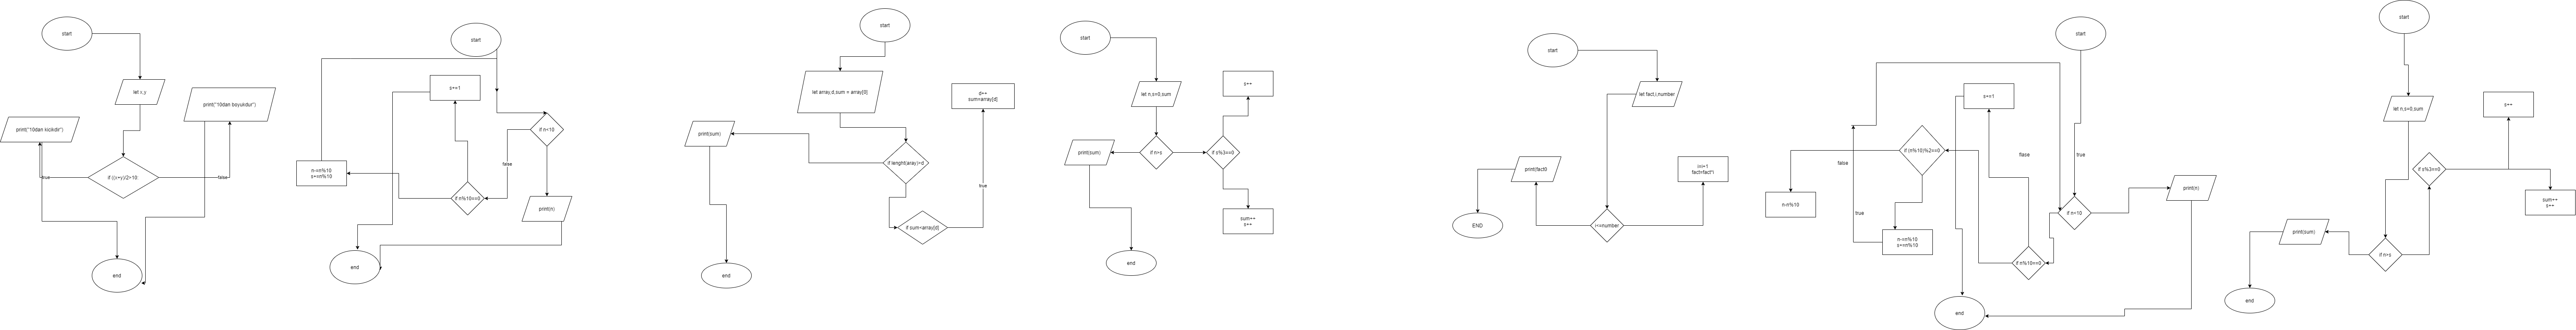 start
let x,y
print("10dan boyukdur")
print("10dan kicikdir")
if ((x+y)/2>10
true
false
end
start
s+=1
if n<10
false
n-=n%10
s+=n%10
if n%10==0
print(n)
end
start
let array,d,sum = array[0]
d++
sum=array[d]
print(sum)
if lenght(aray)>d
true
if sum<array[d]
end
start
s++
let n,s=0,sum
print(sum)
if n>s
if s%3==0
sum++
s++
end
start
let fact,i,number
print(fact0
i=i+1
fact=fact*i
END
i<=number
start
s+=1
if (n%10)%2==0
flase
true
false
n-n%10
true
if n<10
print(n)
n-=n%10
s+=n%10
if n%10==0
end
start
let n,s=0,sum
s++
if s%3==0
sum++
s++
print(sum)
if n>s
end